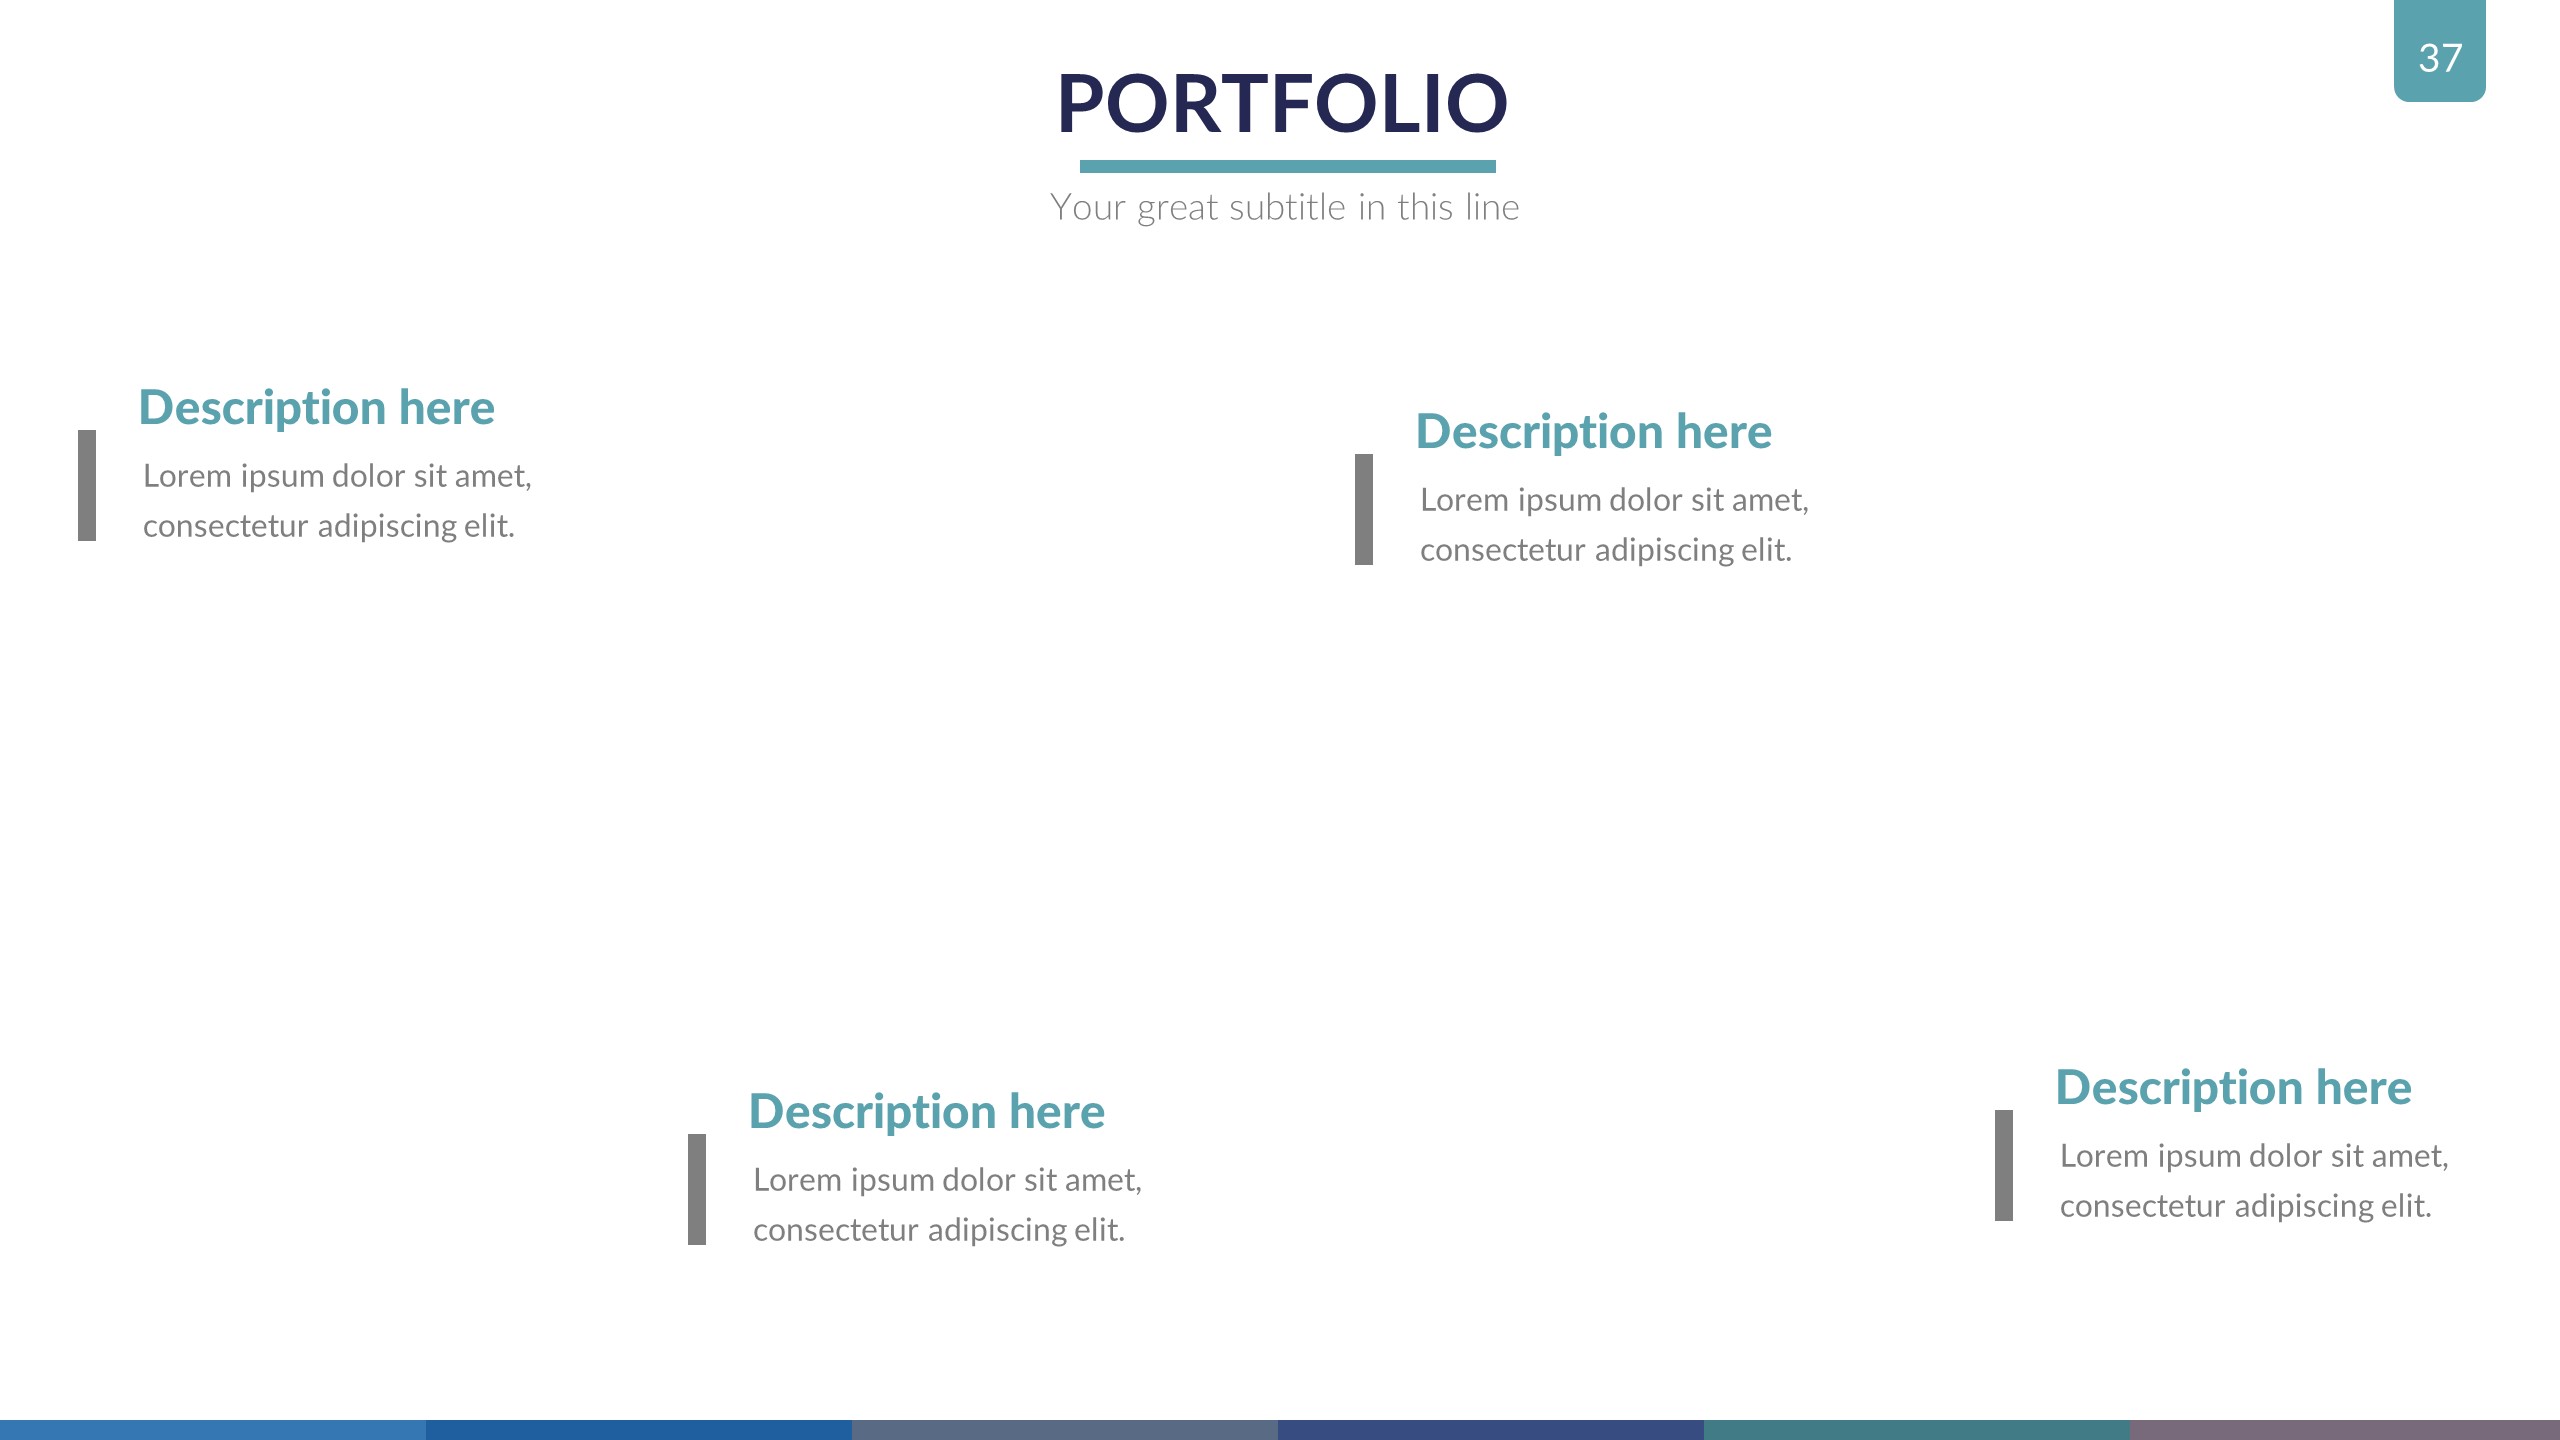 37
PORTFOLIO
Your great subtitle in this line
Description here
Lorem ipsum dolor sit amet,
consectetur adipiscing elit.
Description here
Lorem ipsum dolor sit amet,
consectetur adipiscing elit.
Description here
Lorem ipsum dolor sit amet,
consectetur adipiscing elit.
Description here
Lorem ipsum dolor sit amet,
consectetur adipiscing elit.